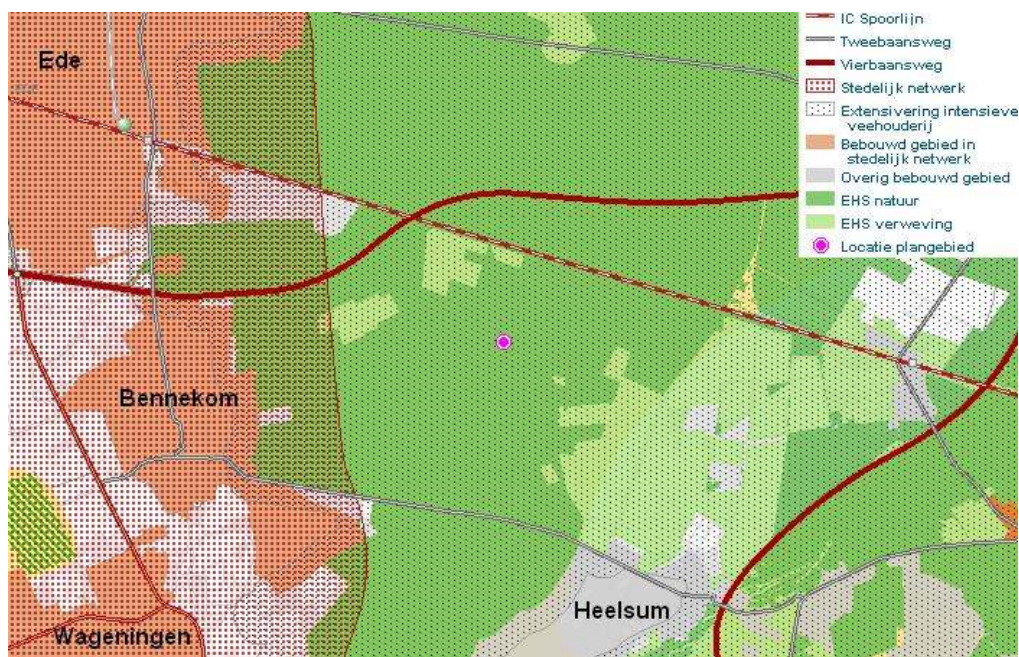 IC Spoorlijn
Tweebaansweg
Vierbaansweg
Stedelijk netwerk
Extensivering intensieve
veehouderij
Bebouwd gebied in
stedelijk netwerk
Overig bebouwd gebied
EHS natuur
EHS verweving
Locatie plangebied
Ede
Bennekom
Heelsum
Wageningen